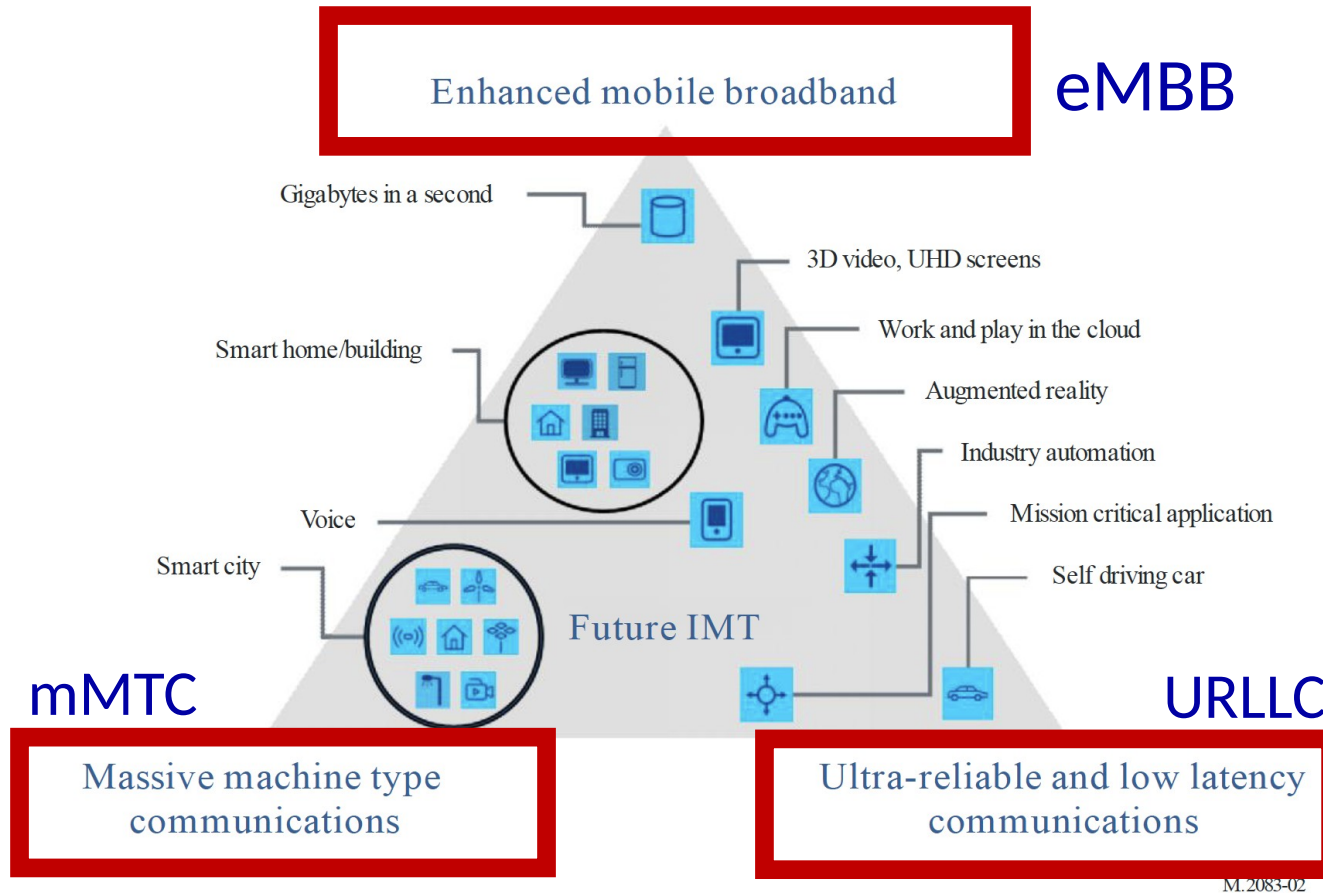 Enhanced mobile broadband
eMBB
Gigabytes in a second
3D video, UHD screens
Smart home/building
Work and play in the cloud
Augmented reality
Industry automation
Voice
Mission critical application
Smart city
Self driving car
Future IMT
mMTC
URLLC
Massive machine type
communications
Ultra-reliable and low latency
communications
M.2083-02